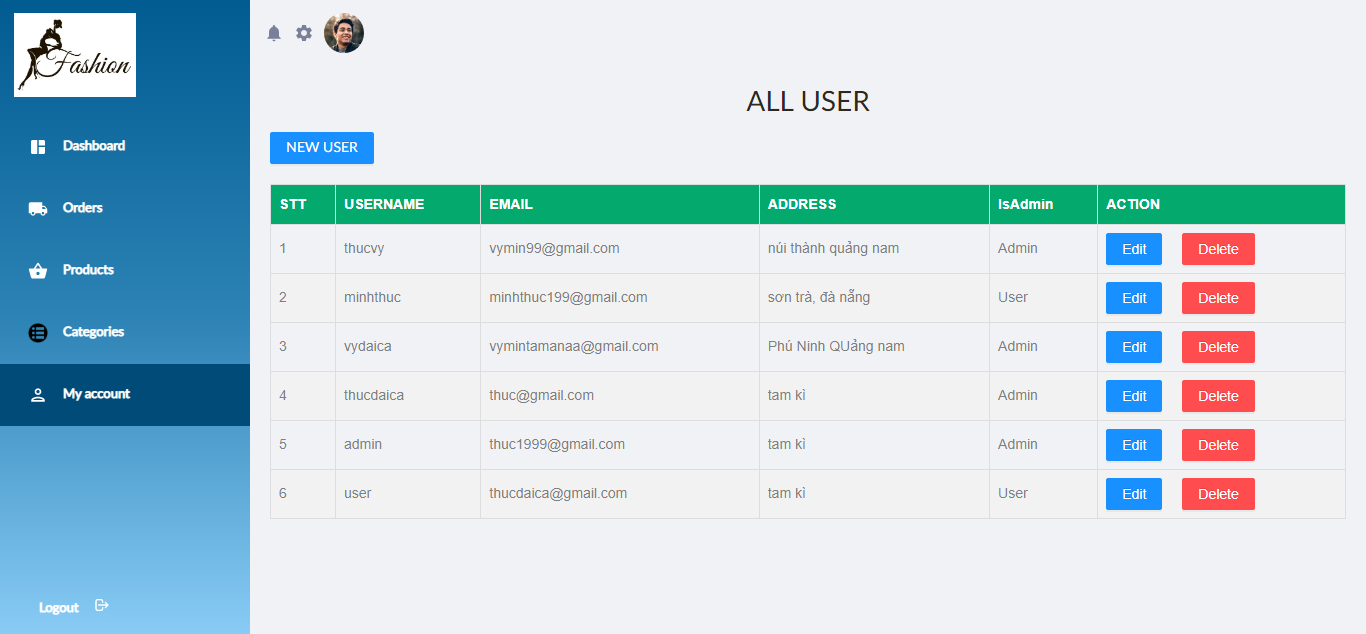 Fashion
Dashboard
Orders
Products
Categories
My account
Logout
ALL USER
NEW USER
STT USERNAME EMAIL ADDRESS IsAdmin ACTION
1 thucvy vymin99@gmail.com núi thành quảng nam Admin Edit Delete
2 minhthuc minhthuc199@gmail.com sơn trà, đà nẵng User Edit Delete
3 vydaica vymintamanaa@gmail.com Phú Ninh QUảng nam Admin Edit Delete
4 thucdaica thuc@gmail.com tam kì Admin Edit Delete
5 admin thuc1999@gmail.com tam kì Admin Edit Delete
6 user thucdaica@gmail.com tam kì User Edit Delete